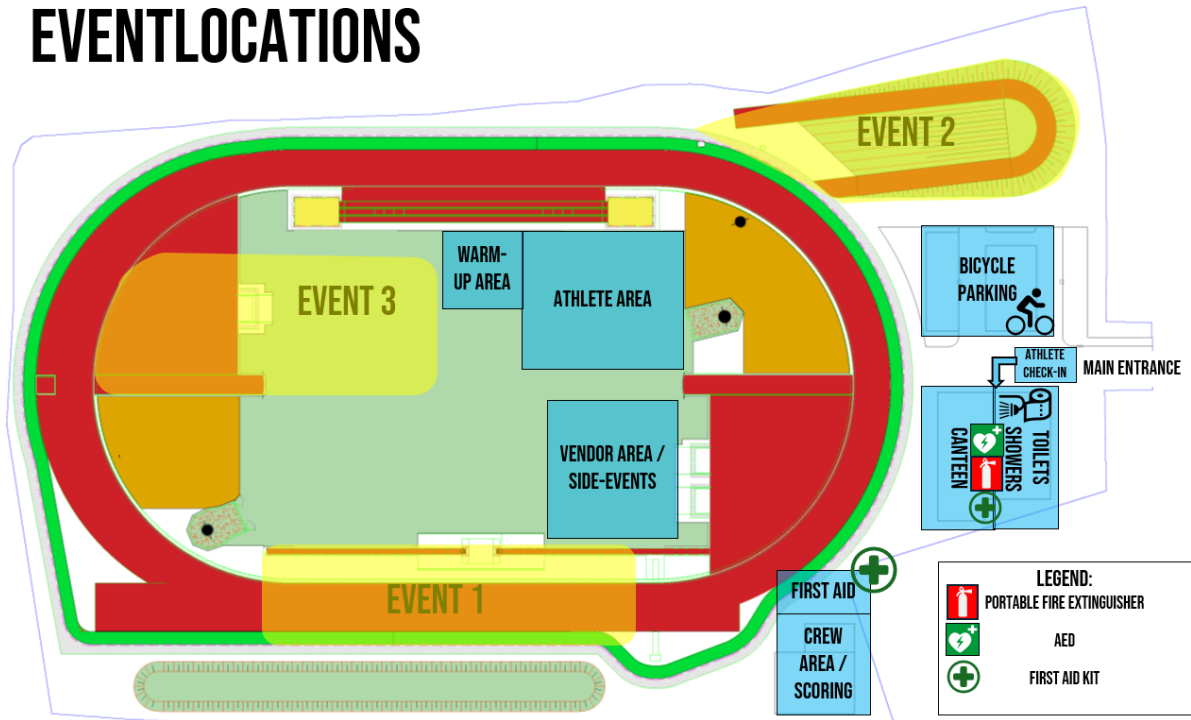 EVENTLOCATIONS
EVENT 2
EVENT 3
WARM-
UP AREA
ATHLETE AREA
BICYCLE
PARKING
ATHLETE
CHECK-IN
MAIN ENTRANCE
VENDOR AREA /
SIDE-EVENTS
TOILETS
SHOWERS
CANTEEN
EVENT 1
FIRST AID
CREW
AREA /
SCORING
LEGEND:
PORTABLE FIRE EXTINGUISHER
AED
FIRST AID KIT